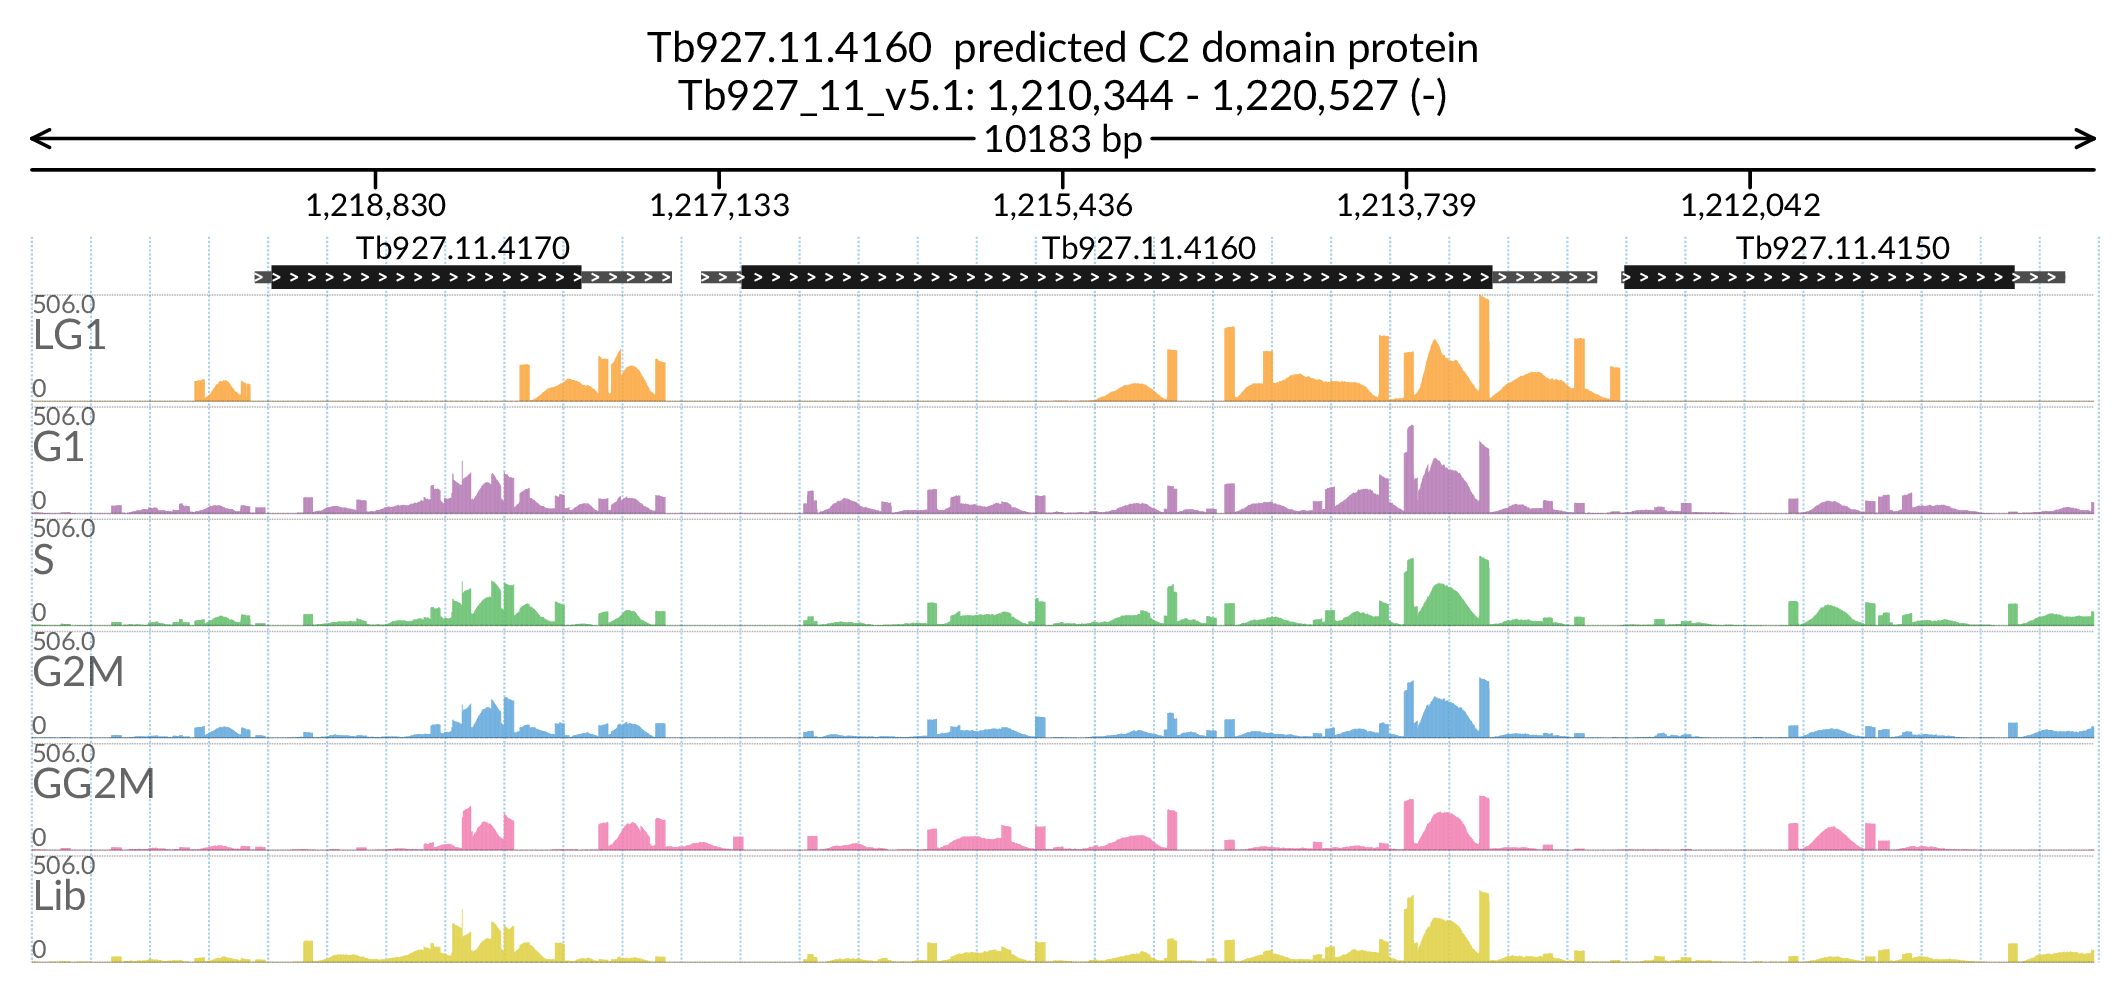 Tb927.11.4160 predicted C2 domain protein
Tb927_11_v5.1: 1,210,344 - 1,220,527 (-)
10183 bp
1,218,830 1,217,133 1,215,436 1,213,739 1,212,042
Tb927.11.4170 Tb927.11.4160 Tb927.11.4150
506.0
LG1
0
506.0
G1
0
506.0
S
0
506.0
G2M
0
506.0
GG2M
0
506.0
Lib
0